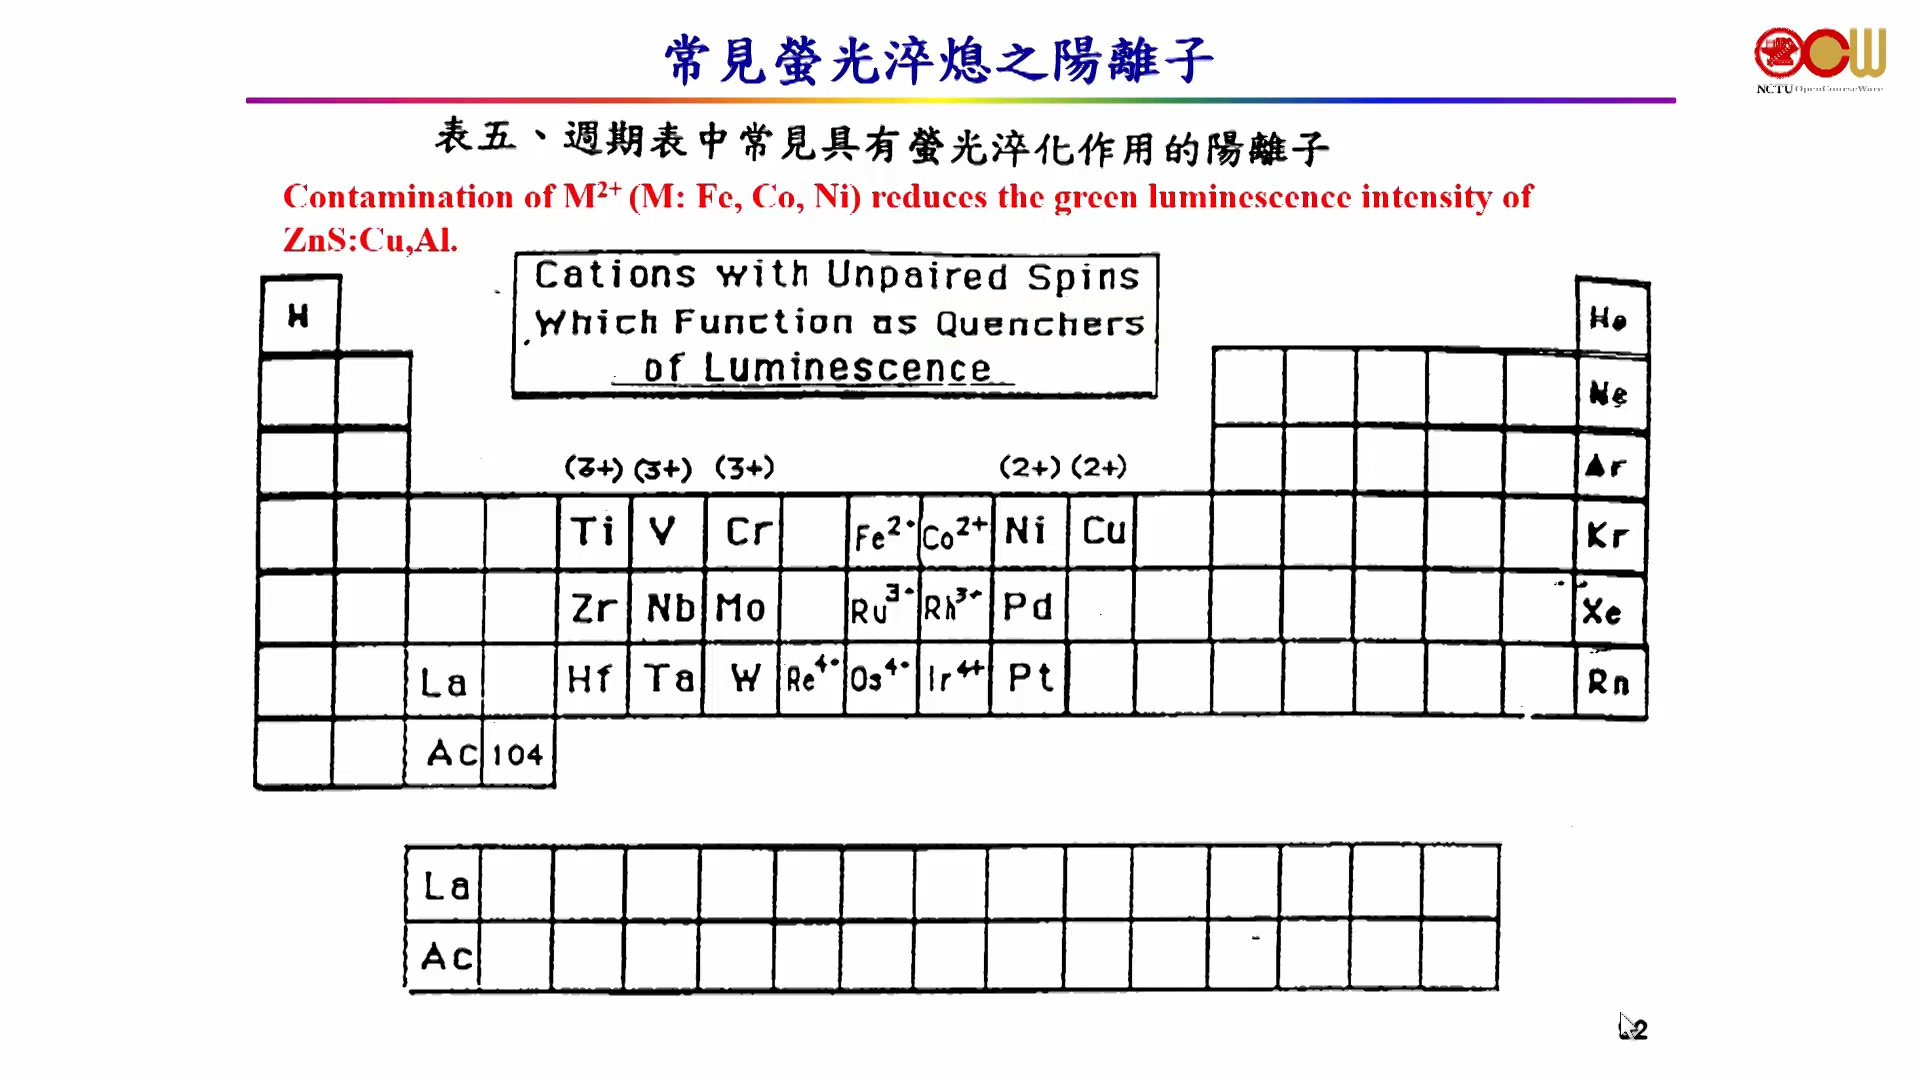 常見螢光淬熄之陽離子
NCTU OpenCourseWare
表五、週期表中常見具有螢光淬化作用的陽離子
Contamination of M2+ (M: Fe, Co, Ni) reduces the green luminescence intensity of
ZnS:Cu,Al.
Cations with Unpaired Spins
Which Function as Quenchers
of Luminescence
H He
Ne
(3+) (3+) (3+) (2+) (2+) Ar
Ti V Cr Fe2+ Co2+ Ni Cu Kr
Zr Nb Mo Ru3+ Rh3+ Pd Xe
La Hf Ta W Re4+ Os4+ Ir4+ Pt Rn
Ac 104
La
Ac